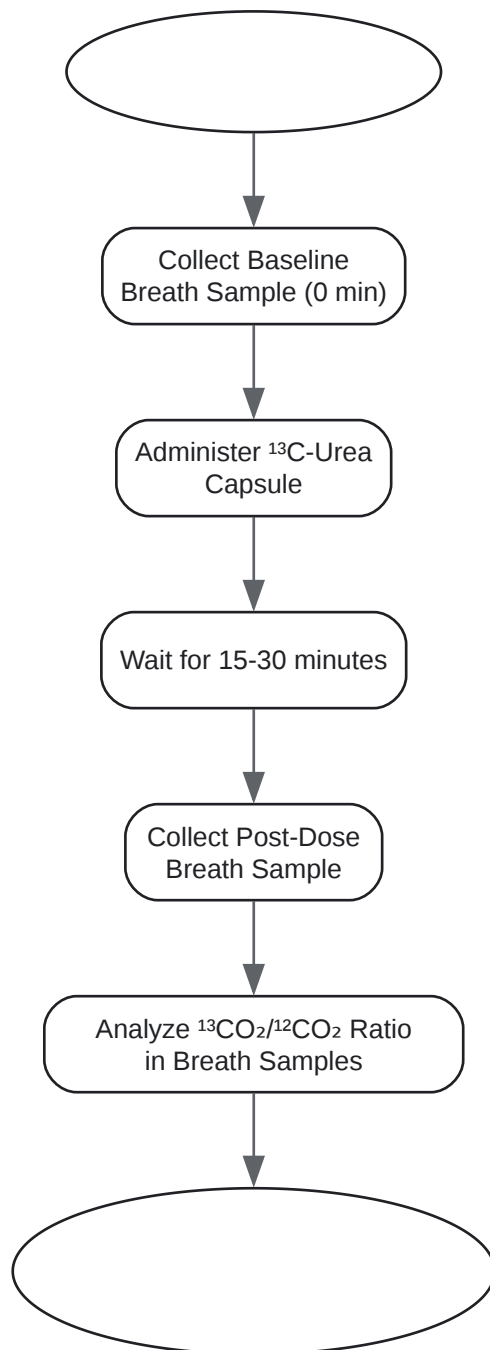 Collect Baseline
Breath Sample (0 min)
Administer ¹³C-Urea
Capsule
Wait for 15-30 minutes
Collect Post-Dose
Breath Sample
Analyze ¹³CO₂/¹²CO₂ Ratio
in Breath Samples